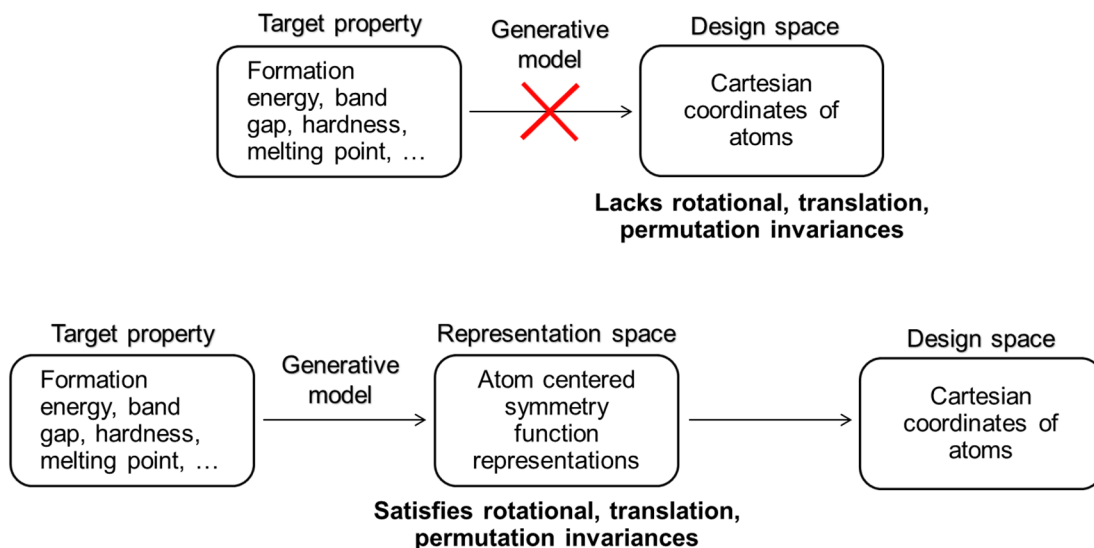 Target property
Formation
energy, band
gap, hardness,
melting point, …
Generative
model
Design space
Cartesian
coordinates of
atoms
Lacks rotational, translation,
permutation invariances
Target property
Formation
energy, band
gap, hardness,
melting point, …
Generative
model
Representation space
Atom centered
symmetry
function
representations
Satisfies rotational, translation,
permutation invariances
Design space
Cartesian
coordinates of
atoms